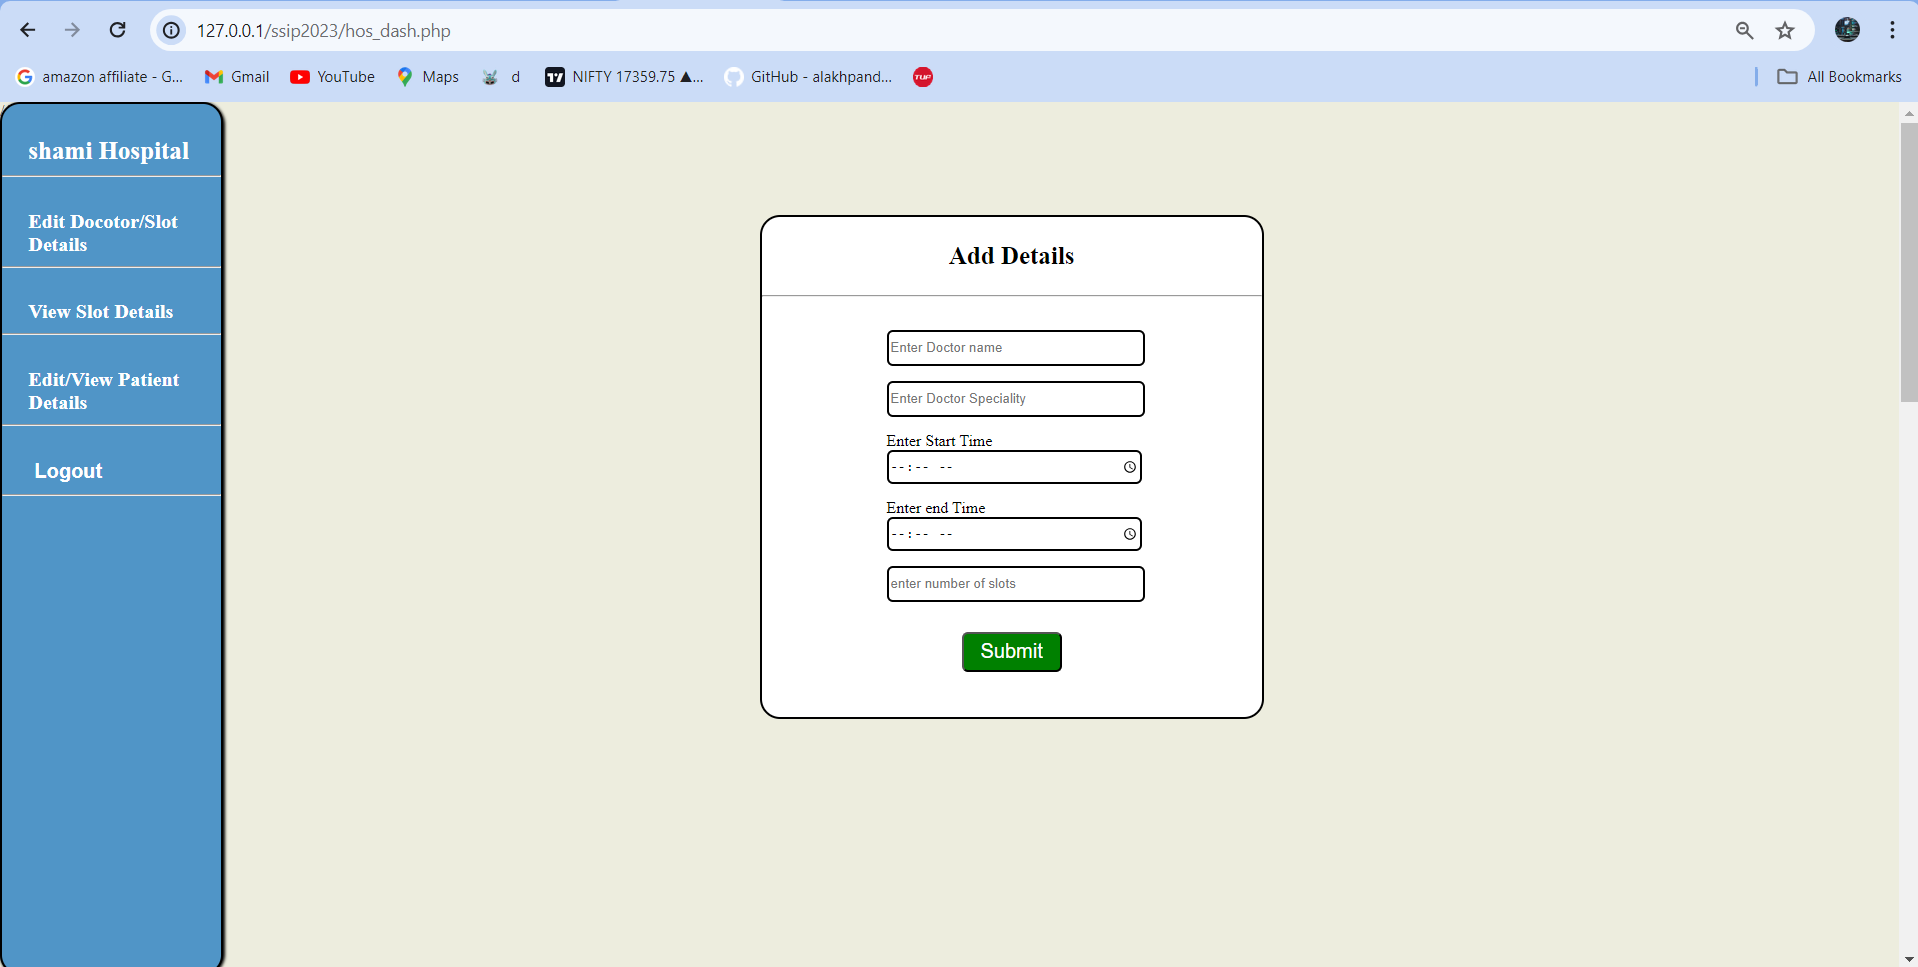 127.0.0.1/ssip2023/hos_dash.php
amazon affiliate - G... Gmail YouTube Maps d NIFTY 17359.75 ▲... GitHub - alakhpand... TUF All Bookmarks
shami Hospital
Edit Docotor/Slot
Details
View Slot Details
Edit/View Patient
Details
Logout
Add Details
Enter Doctor name
Enter Doctor Speciality
Enter Start Time
--:-- --
Enter end Time
--:-- --
enter number of slots
Submit